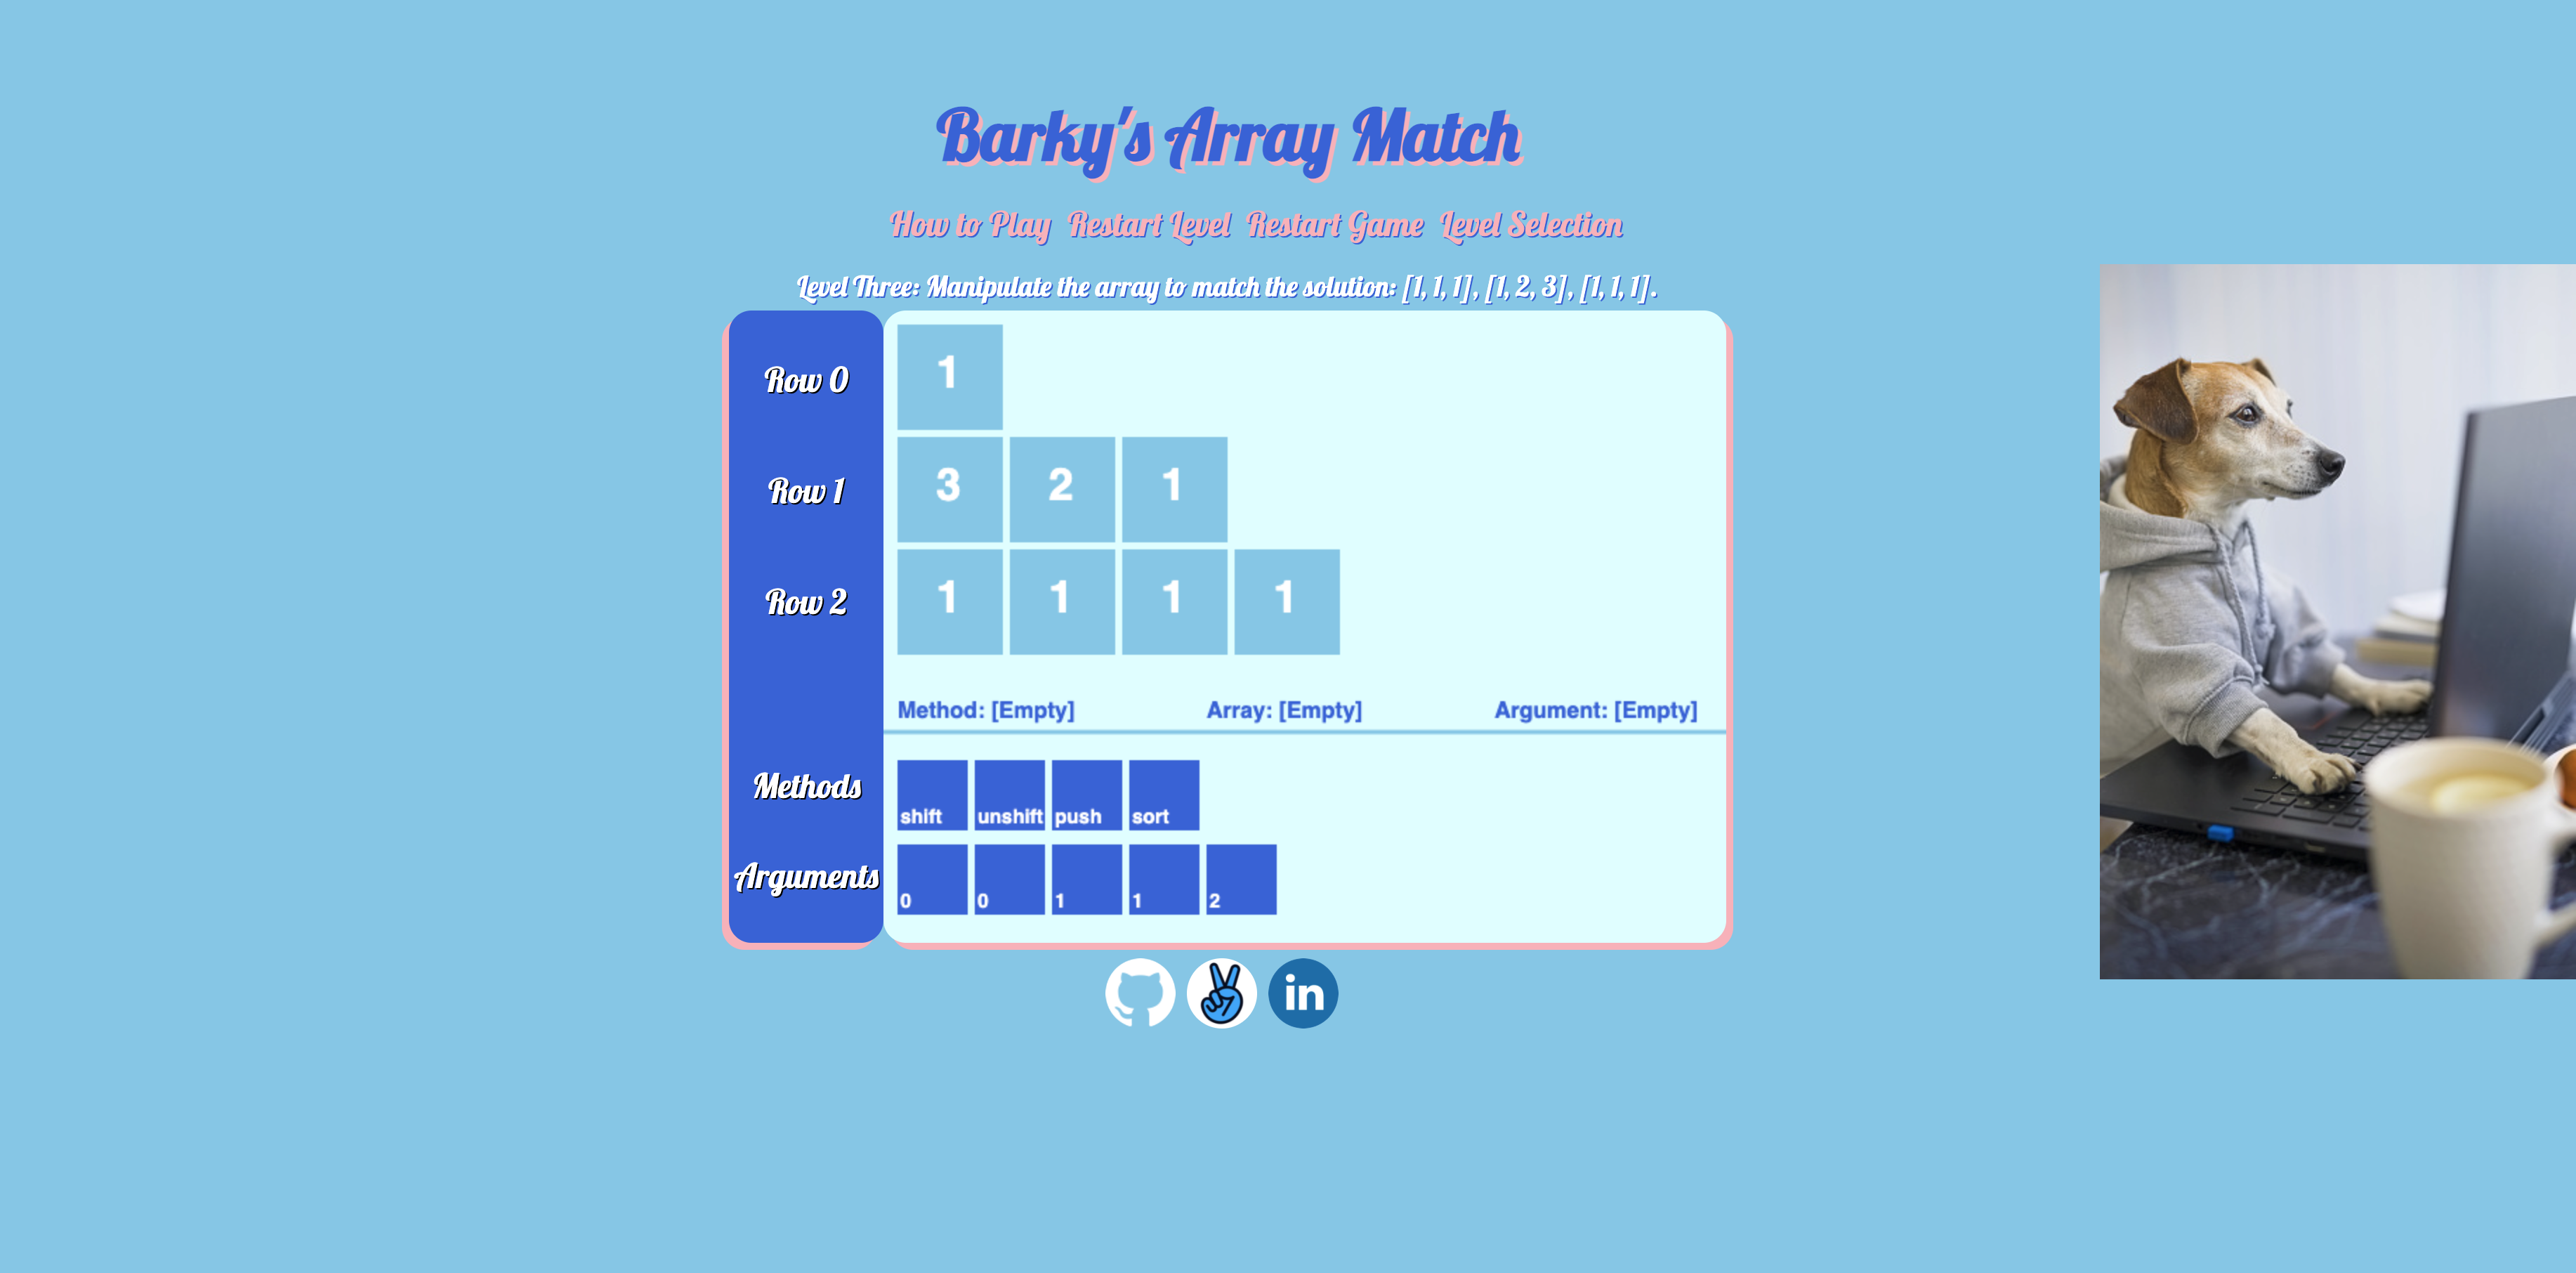 Barky's Array Match
How to Play Restart Level Restart Game Level Selection
Level Three: Manipulate the array to match the solution: [1, 1, 1], [1, 2, 3], [1, 1, 1].
Row 0
1
Row 1
3 2 1
Row 2
1 1 1 1
Method: [Empty] Array: [Empty] Argument: [Empty]
Methods
shift unshift push sort
Arguments
0 0 1 1 2
in